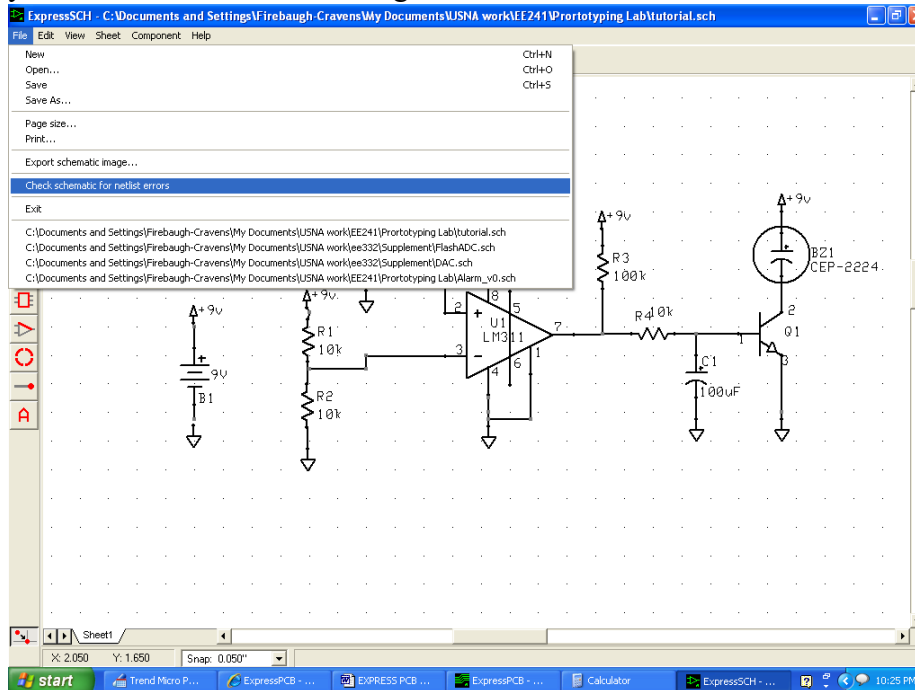 ExpressSCH - C:\Documents and Settings\Firebaugh-Cravens\My Documents\USNA work\EE241\Prortotyping Lab\tutorial.sch
File Edit View Sheet Component Help
New Ctrl+N
Open... Ctrl+O
Save Ctrl+S
Save As...
Page size...
Print...
Export schematic image...
Check schematic for netlist errors
Exit
C:\Documents and Settings\Firebaugh-Cravens\My Documents\USNA work\EE241\Prortotyping Lab\tutorial.sch
C:\Documents and Settings\Firebaugh-Cravens\My Documents\USNA work\ee332\Supplement\FlashADC.sch
C:\Documents and Settings\Firebaugh-Cravens\My Documents\USNA work\ee332\Supplement\DAC.sch
C:\Documents and Settings\Firebaugh-Cravens\My Documents\USNA work\EE241\Prortotyping Lab\Alarm_v0.sch
+9v
+9v
BZ1
CEP-2224
R3
100k
+9v
+9v
2
+
8
5
U1
LM311
7
3
-
4
6
1
R4 10k
1
2
Q1
3
R1
10k
+
9V
B1
R2
10k
C1
+
100uF
A
Sheet1
X: 2.050 Y: 1.650 Snap: 0.050"
start Trend Micro P... ExpressPCB - ... EXPRESS PCB ... ExpressPCB - ... Calculator ExpressSCH - ... 10:25 PM